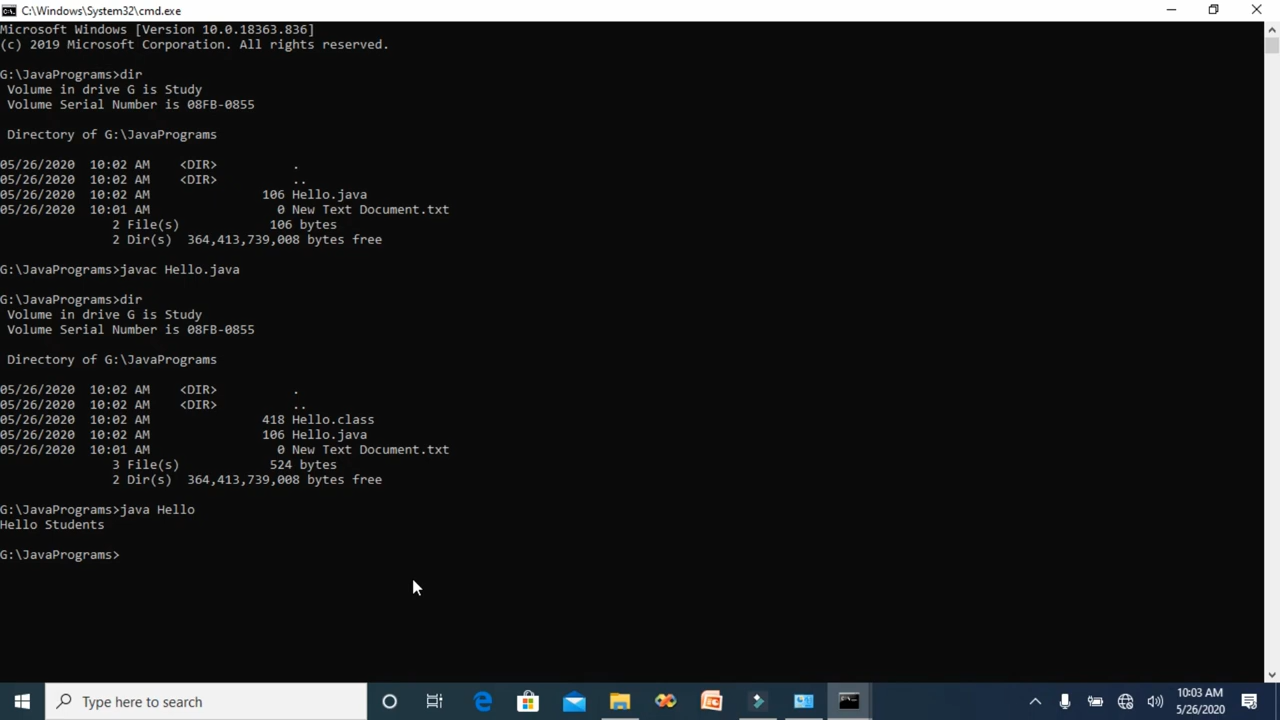 C:\Windows\System32\cmd.exe
Microsoft Windows [Version 10.0.18363.836]
(c) 2019 Microsoft Corporation. All rights reserved.
G:\JavaPrograms>dir
Volume in drive G is Study
Volume Serial Number is 08FB-0855
Directory of G:\JavaPrograms
05/26/2020  10:02 AM    <DIR>          .
05/26/2020  10:02 AM    <DIR>          ..
05/26/2020  10:02 AM               106 Hello.java
05/26/2020  10:01 AM                 0 New Text Document.txt
2 File(s)            106 bytes
2 Dir(s)  364,413,739,008 bytes free
G:\JavaPrograms>javac Hello.java
G:\JavaPrograms>dir
Volume in drive G is Study
Volume Serial Number is 08FB-0855
Directory of G:\JavaPrograms
05/26/2020  10:02 AM    <DIR>          .
05/26/2020  10:02 AM    <DIR>          ..
05/26/2020  10:02 AM               418 Hello.class
05/26/2020  10:02 AM               106 Hello.java
05/26/2020  10:01 AM                 0 New Text Document.txt
3 File(s)            524 bytes
2 Dir(s)  364,413,739,008 bytes free
G:\JavaPrograms>java Hello
Hello Students
G:\JavaPrograms>
Type here to search
10:03 AM
5/26/2020